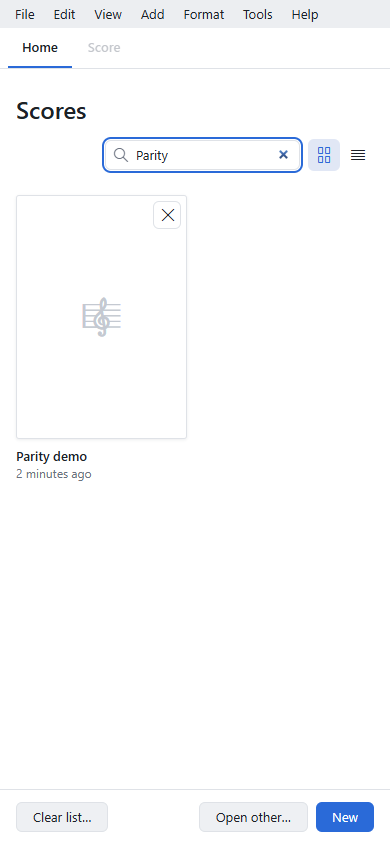 File Edit View Add Format Tools Help
Home Score
Scores
Parity
Parity demo
2 minutes ago
Clear list... Open other... New